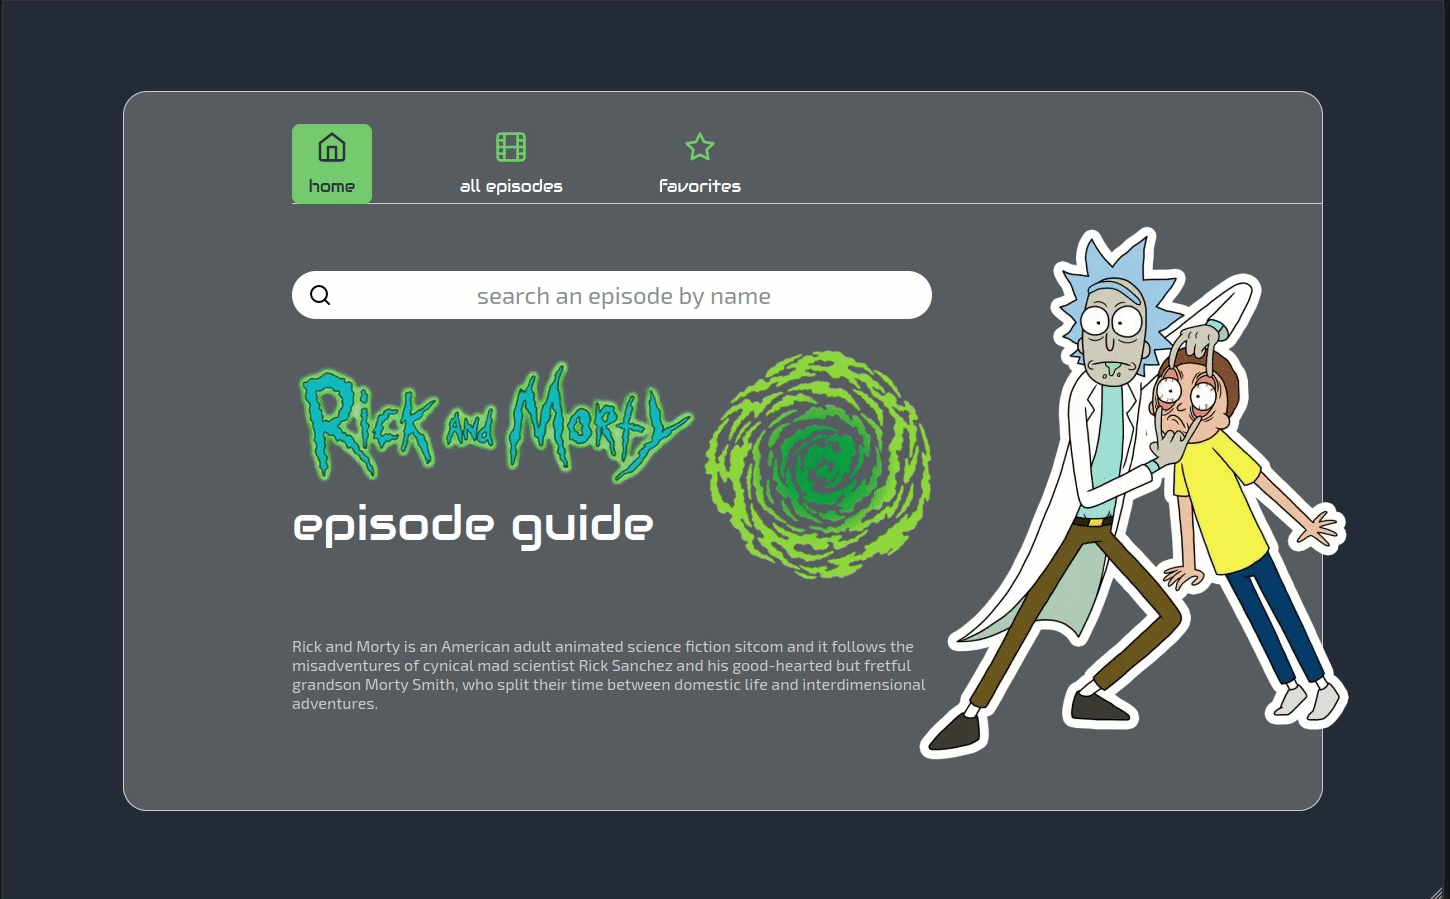 home
all episodes
favorites
search an episode by name
Rick and Morty
episode guide
Rick and Morty is an American adult animated science fiction sitcom and it follows the
misadventures of cynical mad scientist Rick Sanchez and his good-hearted but fretful
grandson Morty Smith, who split their time between domestic life and interdimensional
adventures.